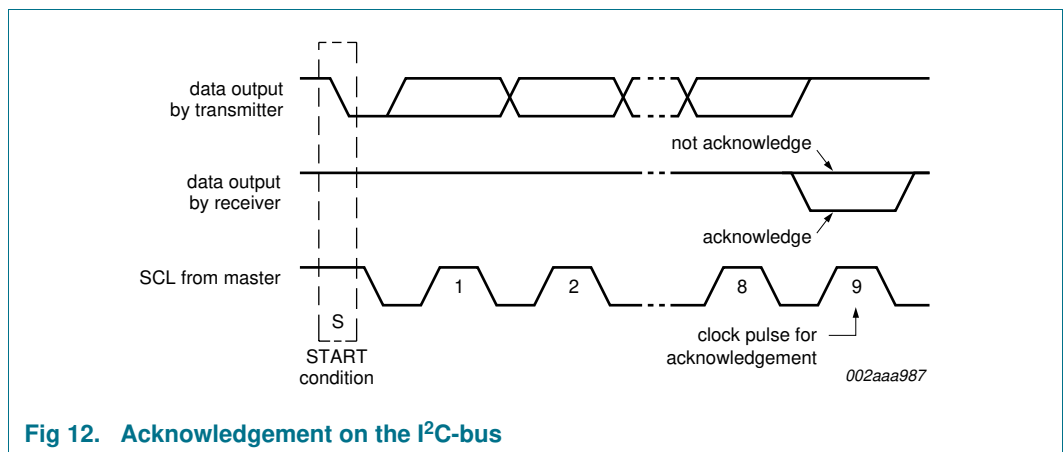 data output
by transmitter
not acknowledge
data output
by receiver
acknowledge
SCL from master
1
2
8
9
S
START
condition
clock pulse for
acknowledgement
002aaa987
Fig 12. Acknowledgement on the I²C-bus